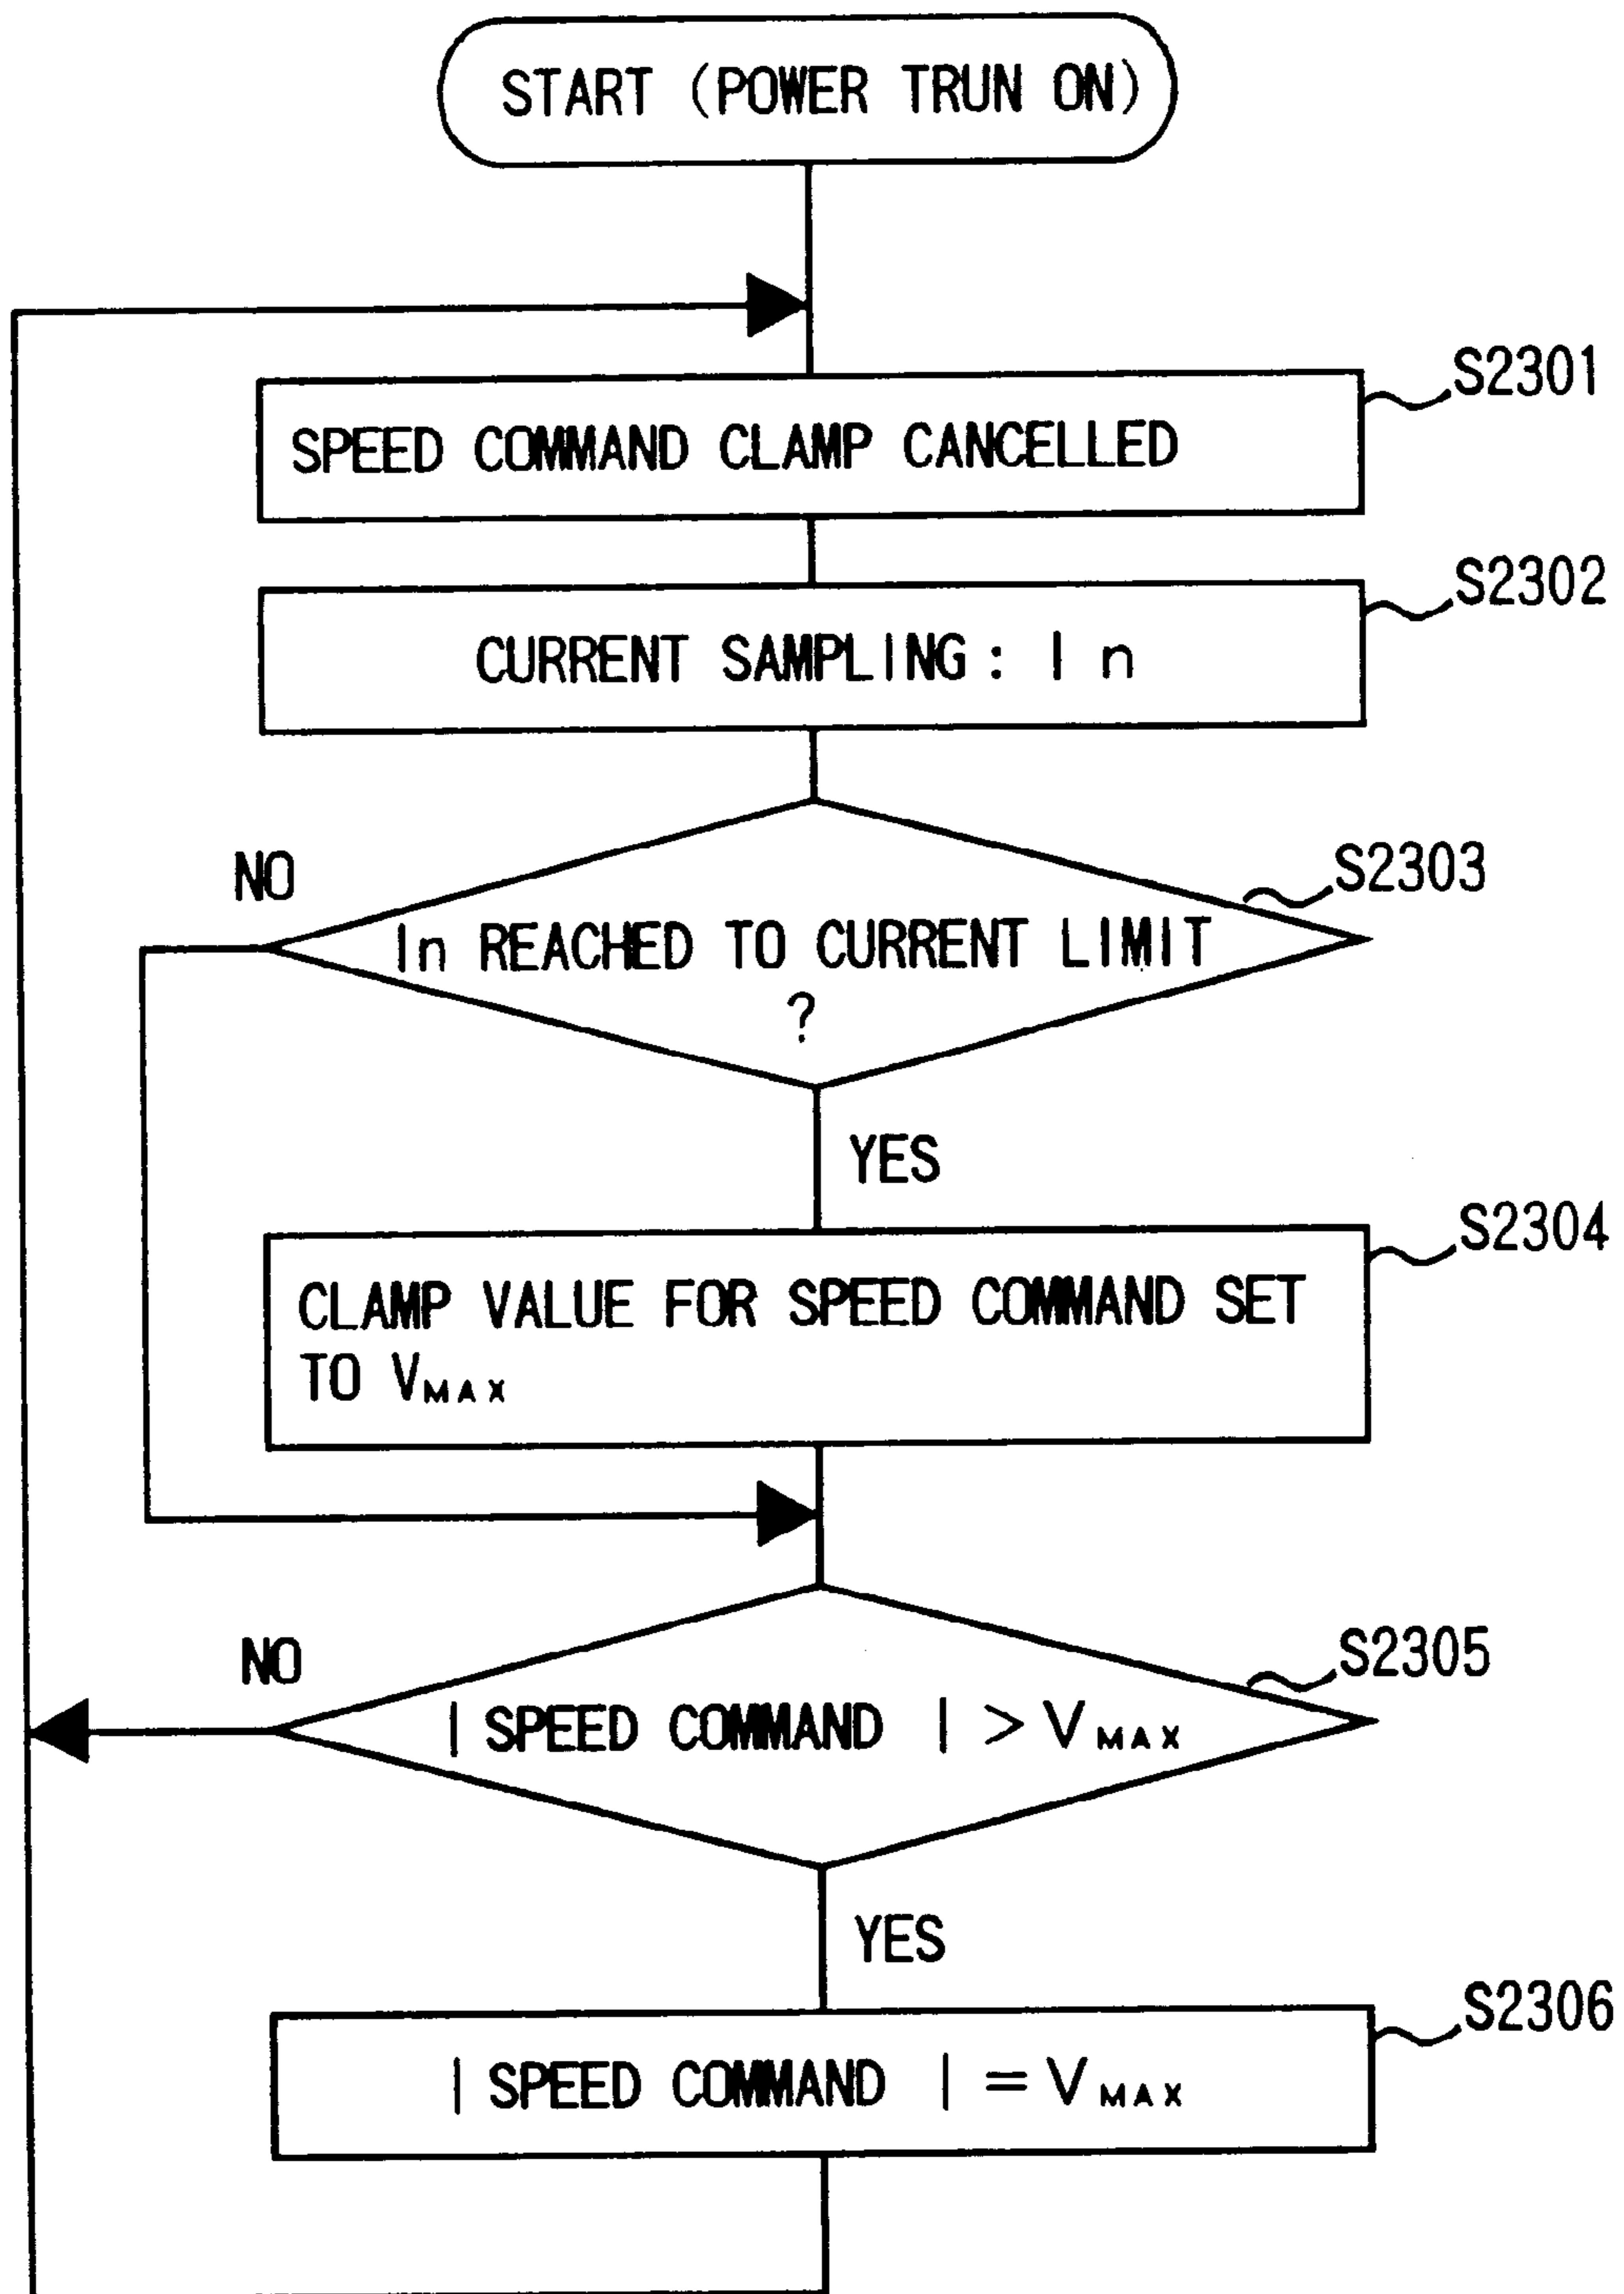 START (POWER TRUN ON)
S2301
SPEED COMMAND CLAMP CANCELLED
S2302
CURRENT SAMPLING : In
NO
S2303
In REACHED TO CURRENT LIMIT
?
YES
S2304
CLAMP VALUE FOR SPEED COMMAND SET
TO VMAX
NO
S2305
| SPEED COMMAND | > VMAX
YES
S2306
| SPEED COMMAND | = VMAX